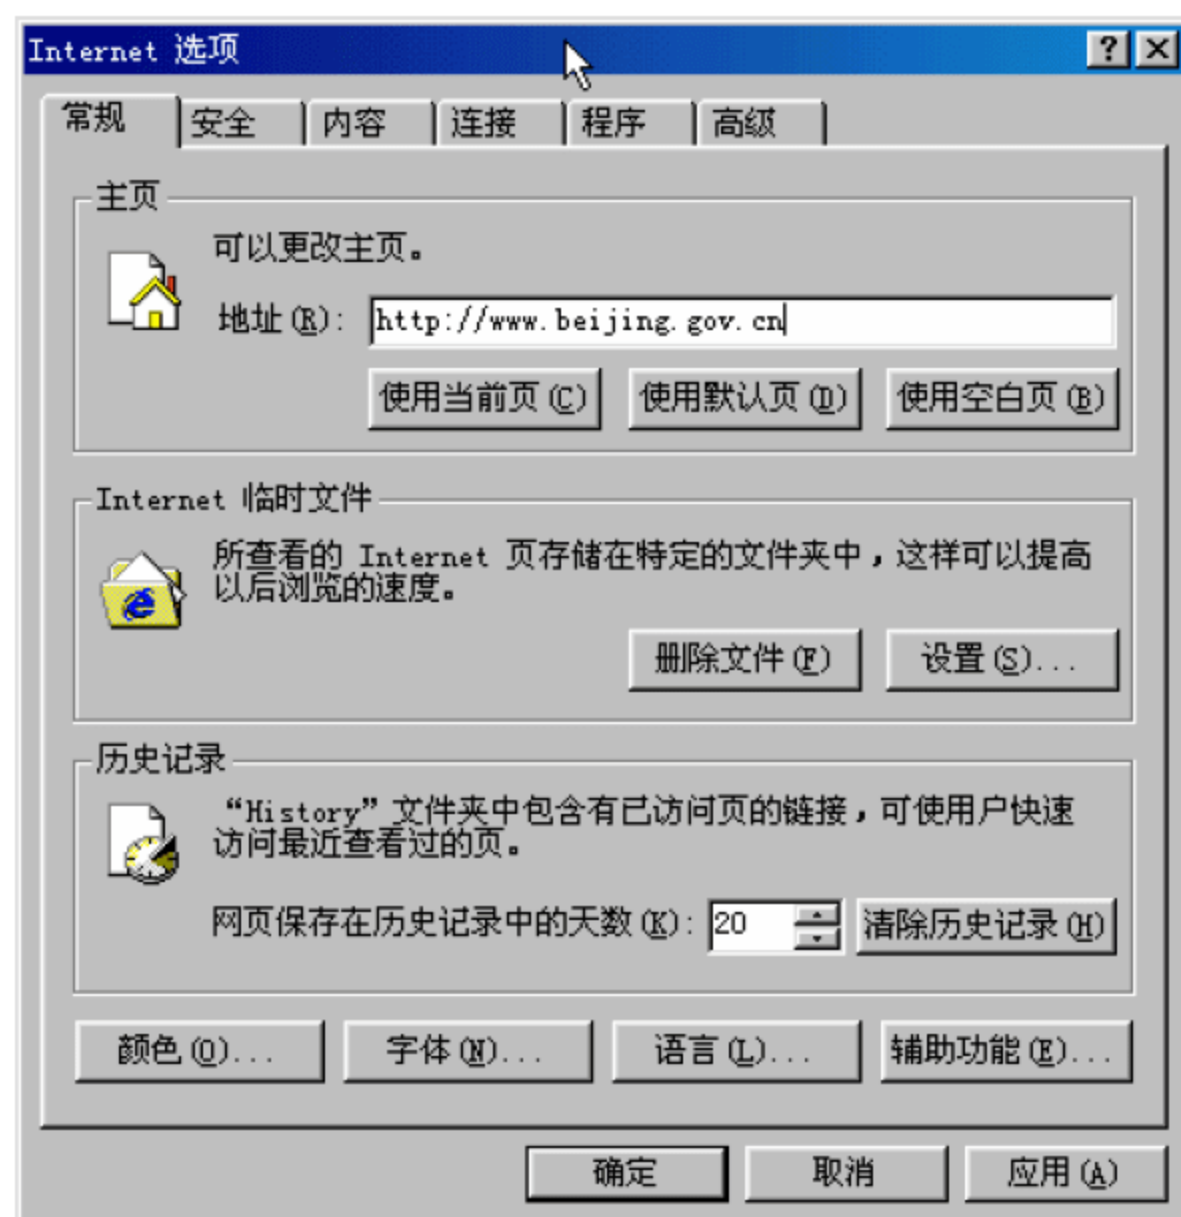 Internet 选项
常规 安全 内容 连接 程序 高级
主页
可以更改主页。
地址(R): http://www.beijing.gov.cn
使用当前页(C) 使用默认页(D) 使用空白页(B)
Internet 临时文件
所查看的 Internet 页存储在特定的文件夹中，这样可以提高
以后浏览的速度。
删除文件(F) 设置(S)...
历史记录
“History”文件夹中包含有已访问页的链接，可使用户快速
访问最近查看过的页。
网页保存在历史记录中的天数(K): 20 清除历史记录(H)
颜色(O)... 字体(N)... 语言(L)... 辅助功能(E)...
确定 取消 应用(A)